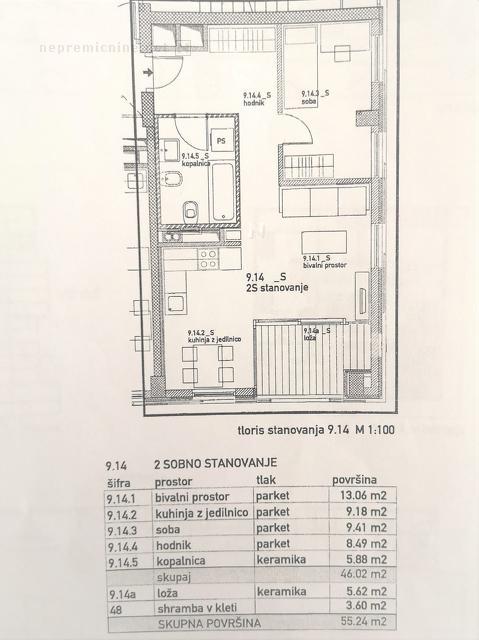 nepremicnine
9.14.4_S
hodnik
9.14.3_S
soba
PS
9.14.5_S
kopalnica
9.14.1_S
bivalni prostor
9.14 _S
2S stanovanje
9.14.2_S
kuhinja z jedilnico
9.14a_S
loža
tloris stanovanja 9.14 M 1:100
9.14 2 SOBNO STANOVANJE
šifra prostor tlak površina
9.14.1 bivalni prostor parket 13.06 m2
9.14.2 kuhinja z jedilnico parket 9.18 m2
9.14.3 soba parket 9.41 m2
9.14.4 hodnik parket 8.49 m2
9.14.5 kopalnica keramika 5.88 m2
skupaj 46.02 m2
9.14a loža keramika 5.62 m2
48 shramba v kleti 3.60 m2
SKUPNA POVRŠINA 55.24 m2